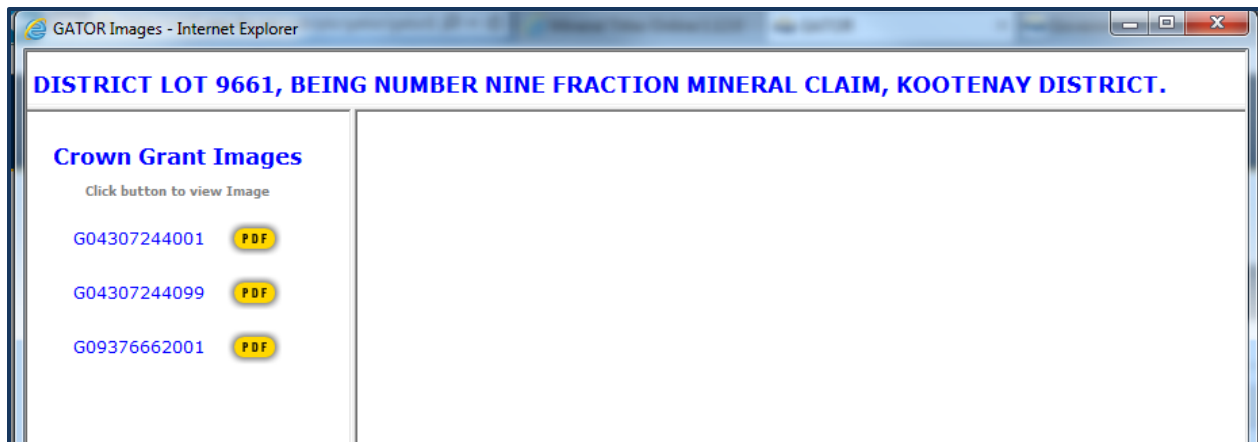 GATOR Images - Internet Explorer
DISTRICT LOT 9661, BEING NUMBER NINE FRACTION MINERAL CLAIM, KOOTENAY DISTRICT.
Crown Grant Images
Click button to view Image
G04307244001 PDF
G04307244099 PDF
G09376662001 PDF